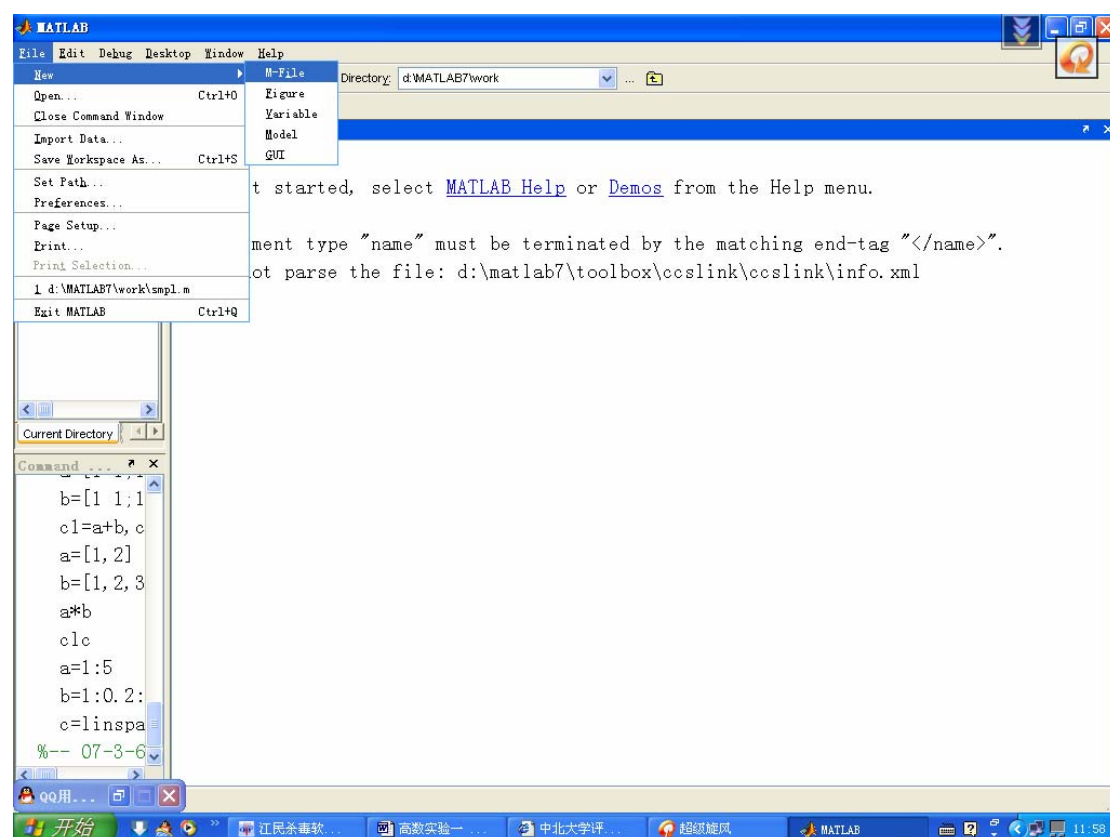 MATLAB
File Edit Debug Desktop Window Help
New
Open... Ctrl+O
Close Command Window
Import Data...
Save Workspace As... Ctrl+S
Set Path...
Preferences...
Page Setup...
Print...
Print Selection...
1 d:\MATLAB7\work\smpl.m
Exit MATLAB Ctrl+Q
M-File
Figure
Variable
Model
GUI
Directory: d:\MATLAB7\work ...
t started, select MATLAB Help or Demos from the Help menu.
ment type "name" must be terminated by the matching end-tag "</name>".
ot parse the file: d:\matlab7\toolbox\ccslink\ccslink\info.xml
Current Directory
Command ...
b=[1 1;1
c1=a+b, c
a=[1, 2]
b=[1, 2, 3
a*b
clc
a=1:5
b=1:0.2:
c=linspa
%-- 07-3-6
QQ用...
开始 江民杀毒软... 高数实验一 ... 中北大学评... 超级旋风 MATLAB 11:58